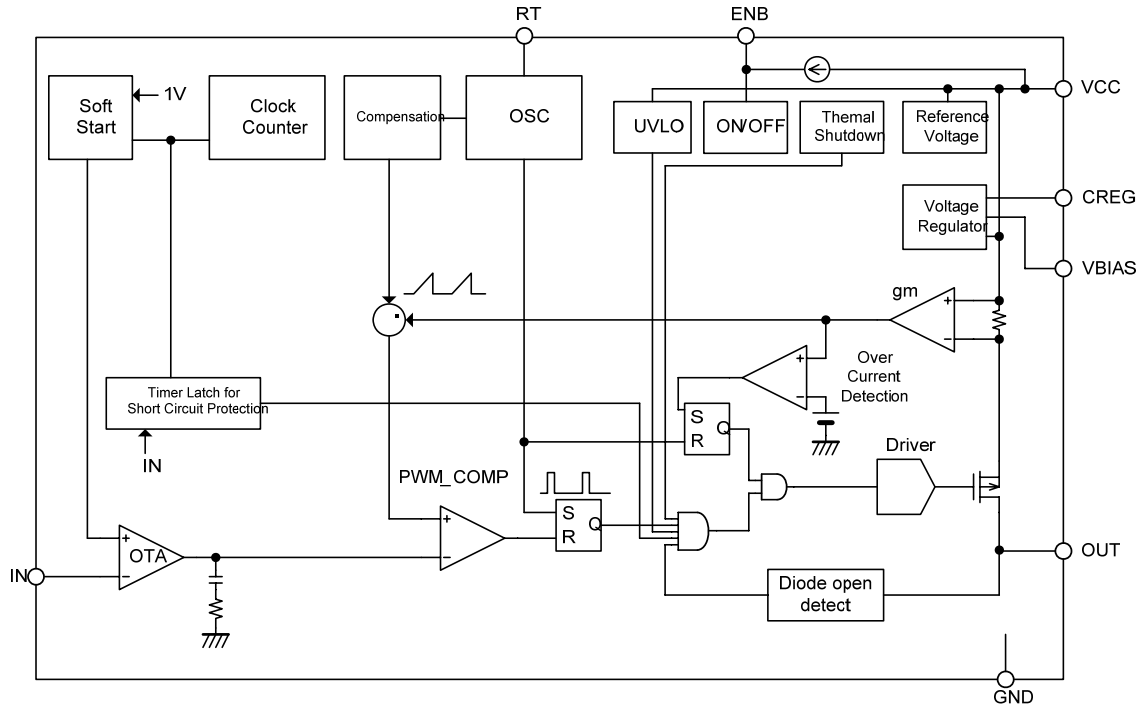 RT
ENB
1V
VCC
Soft
Start
Clock
Counter
Compensation
OSC
UVLO
ON/OFF
Themal
Shutdown
Reference
Voltage
CREG
Voltage
Regulator
VBIAS
gm
+
−
Timer Latch for
Short Circuit Protection
+
−
Over
Current
Detection
S
R
Q
IN
PWM_COMP
Driver
+
−
S
R
Q
OTA
+
−
IN
OUT
Diode open
detect
GND